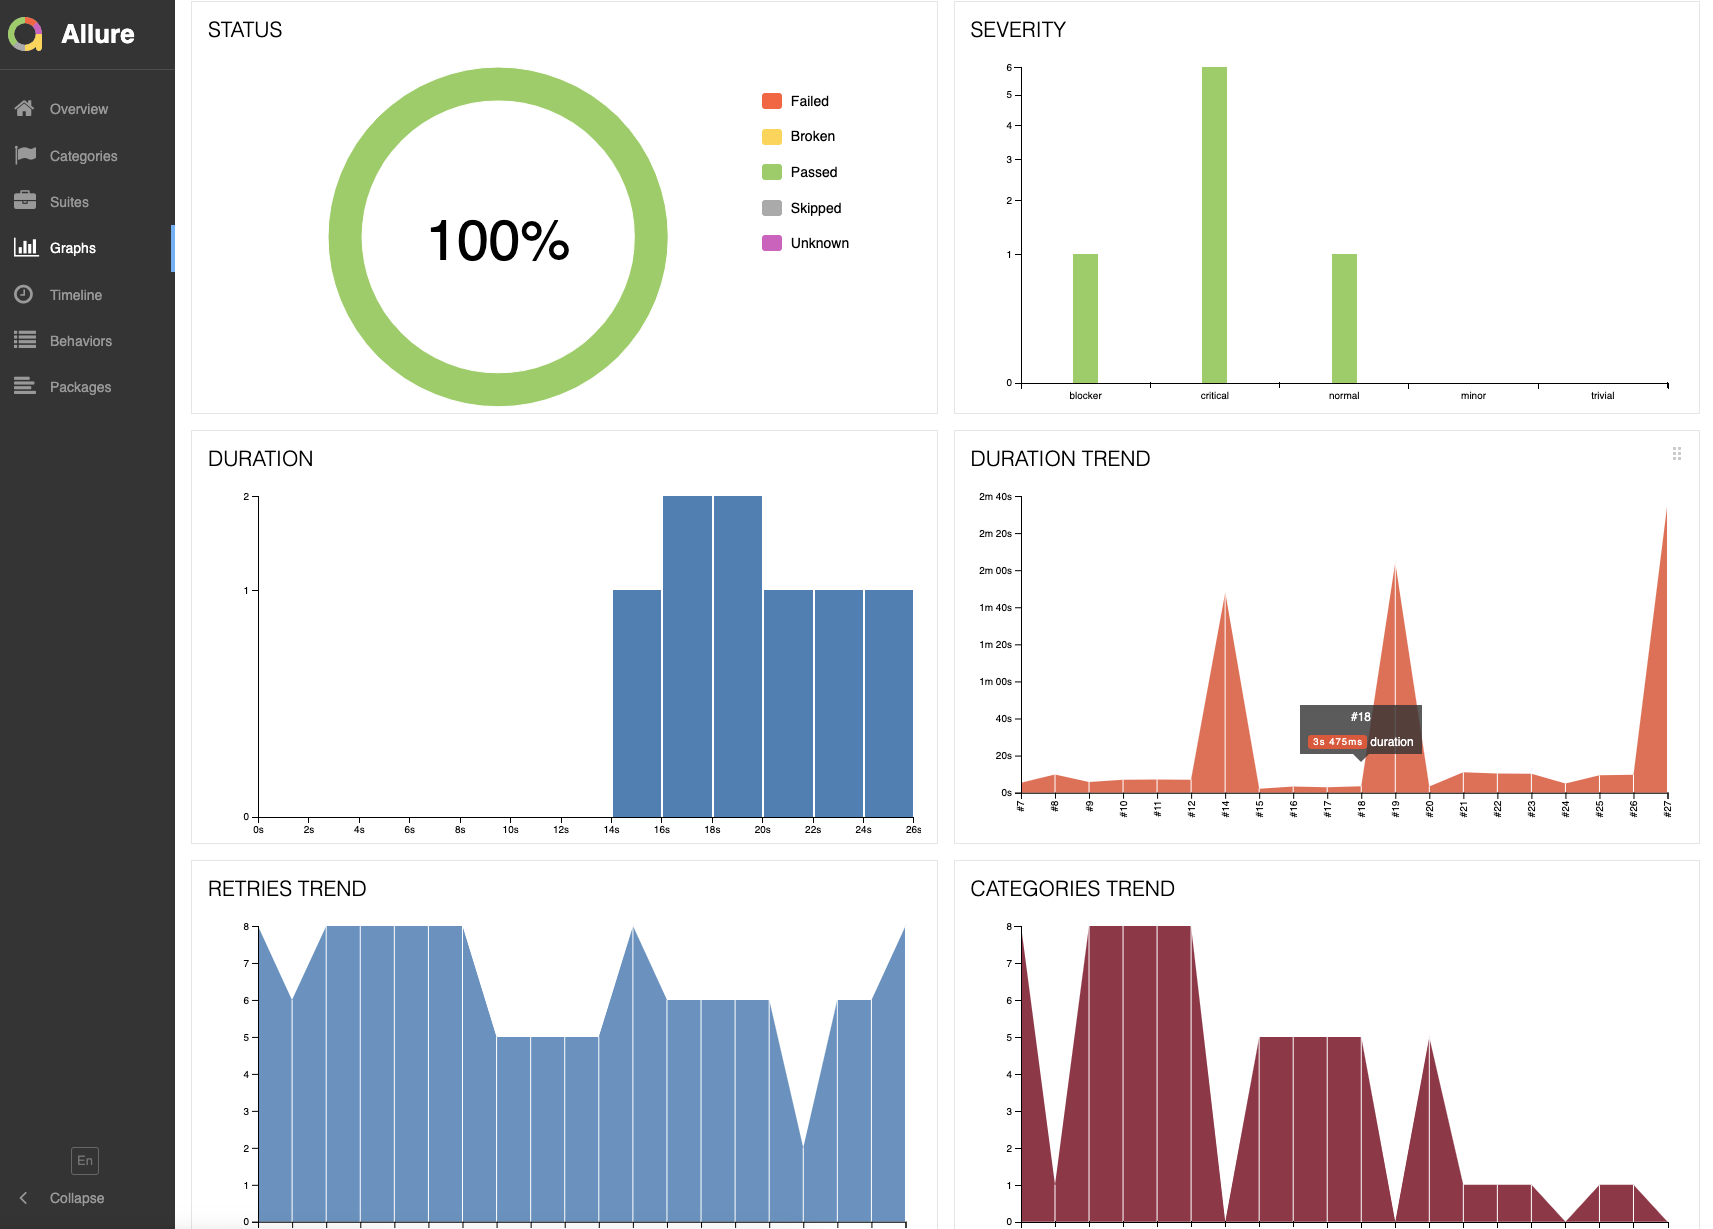 Allure
Overview
Categories
Suites
Graphs
Timeline
Behaviors
Packages
En
Collapse
STATUS
100%
Failed
Broken
Passed
Skipped
Unknown
SEVERITY
6
5
4
3
2
1
0
blocker critical normal minor trivial
DURATION
2
1
0
0s 2s 4s 6s 8s 10s 12s 14s 16s 18s 20s 22s 24s 26s
DURATION TREND
2m 40s
2m 20s
2m 00s
1m 40s
1m 20s
1m 00s
40s
20s
0s
#18
3s 475ms duration
#7 #8 #9 #10 #11 #12 #14 #15 #16 #17 #18 #19 #20 #21 #22 #23 #24 #25 #26 #27
RETRIES TREND
8
7
6
5
4
3
2
1
0
CATEGORIES TREND
8
7
6
5
4
3
2
1
0